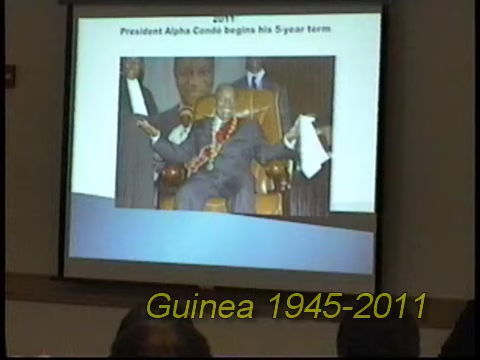 2011
President Alpha Condé begins his 5-year term
Guinea 1945-2011